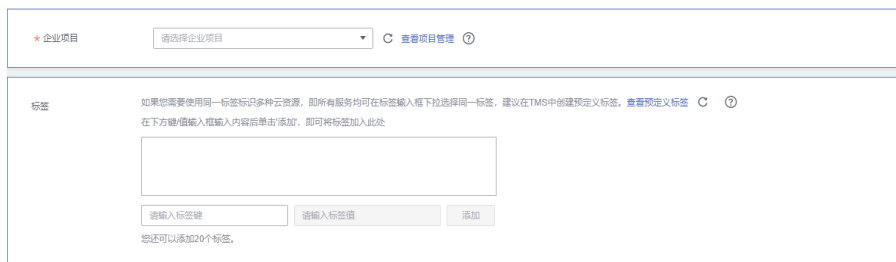 * 企业项目 请选择企业项目 查看项目管理 ?
标签 如果您需要使用同一标签标识多种云资源，即所有服务均可在标签输入框下拉选择同一标签，建议在TMS中创建预定义标签。查看预定义标签 ?
在下方键/值输入框输入内容后单击'添加'，即可将标签加入此处
请输入标签键 请输入标签值 添加
您还可以添加20个标签。